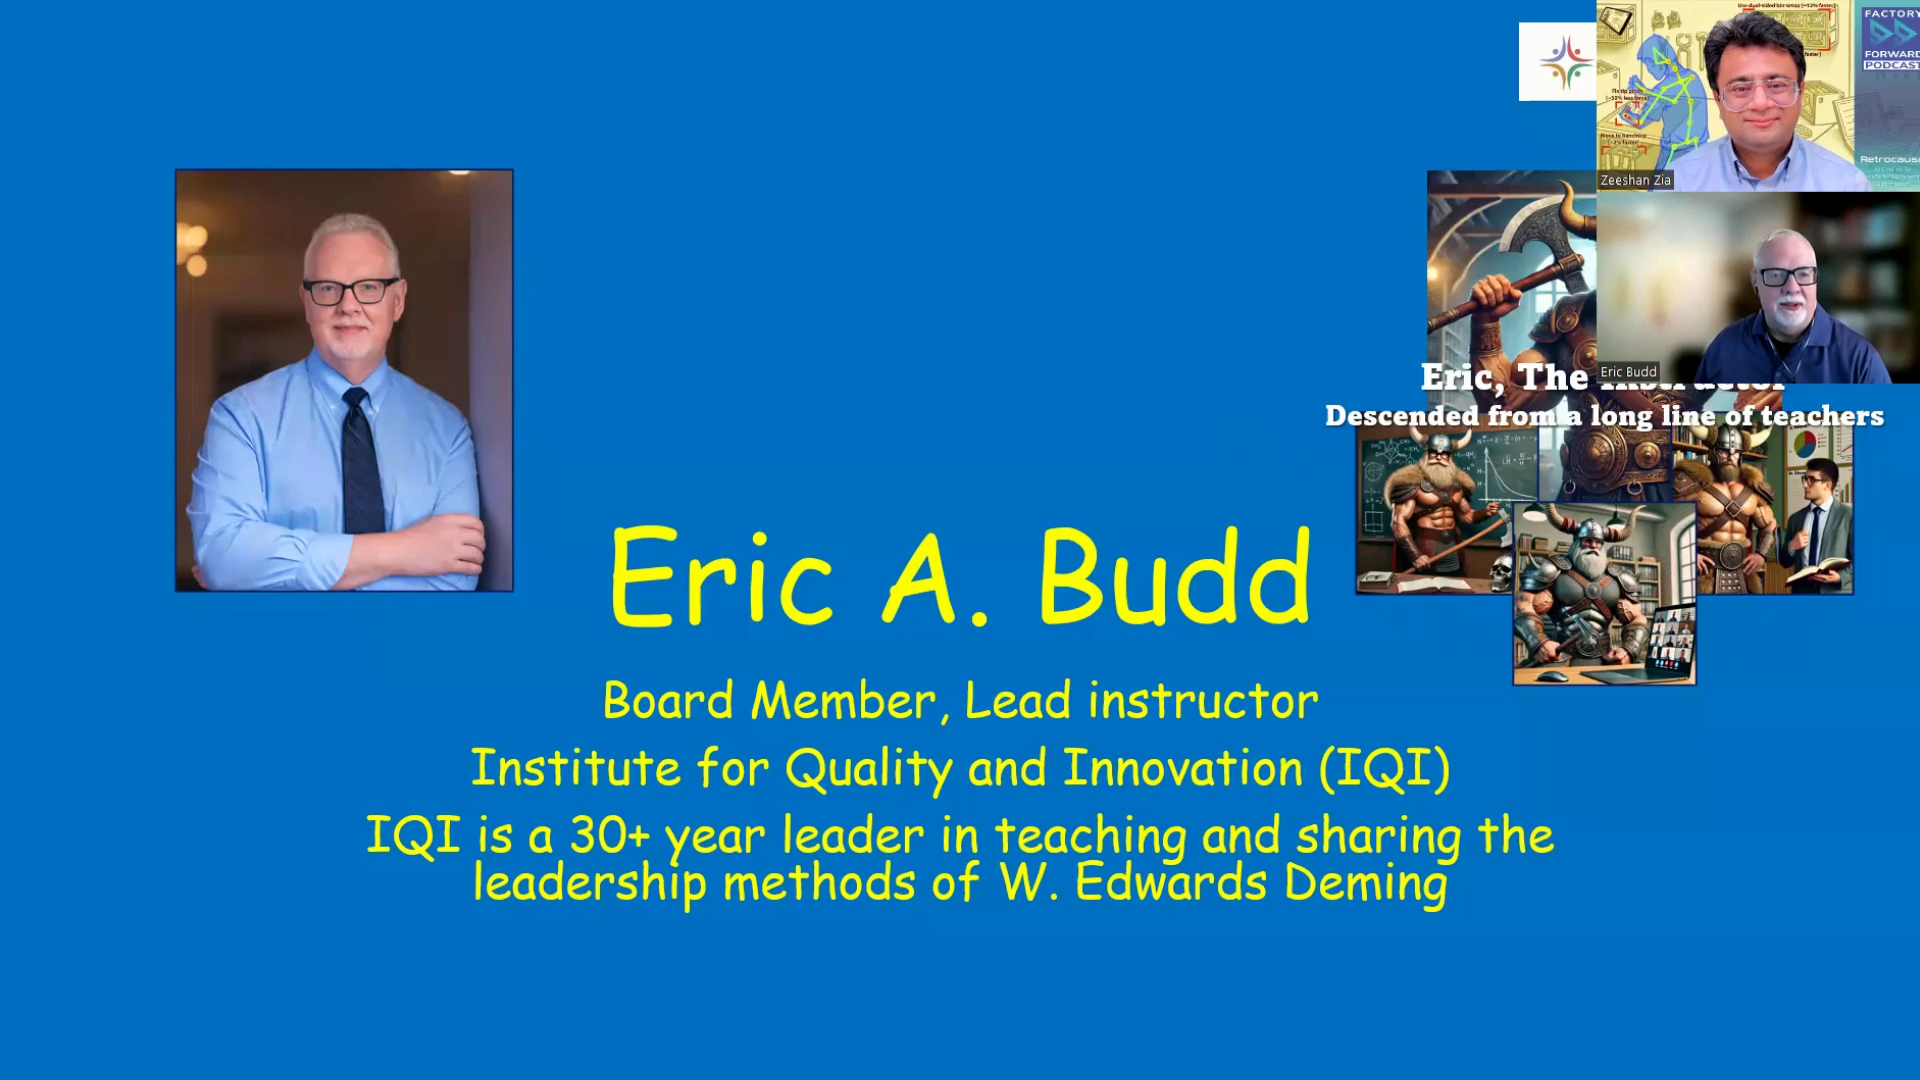 FACTORY
FORWARD
PODCAST
Zeeshan Zia
Eric Budd
Eric, The Instructor
Descended from a long line of teachers
Eric A. Budd
Board Member, Lead instructor
Institute for Quality and Innovation (IQI)
IQI is a 30+ year leader in teaching and sharing the
leadership methods of W. Edwards Deming